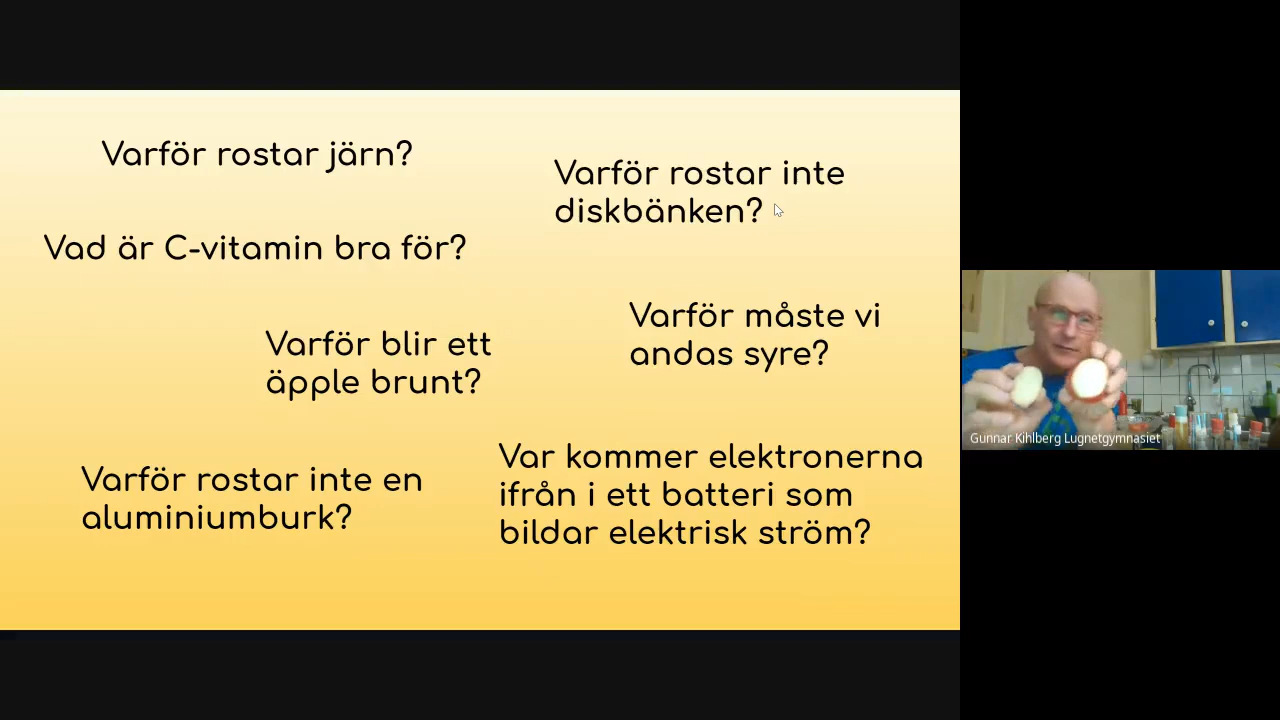 Varför rostar järn?
Varför rostar inte
diskbänken?
Vad är C-vitamin bra för?
Varför måste vi
andas syre?
Varför blir ett
äpple brunt?
Var kommer elektronerna
ifrån i ett batteri som
bildar elektrisk ström?
Varför rostar inte en
aluminiumburk?
Gunnar Kihlberg Lugnetgymnasiet